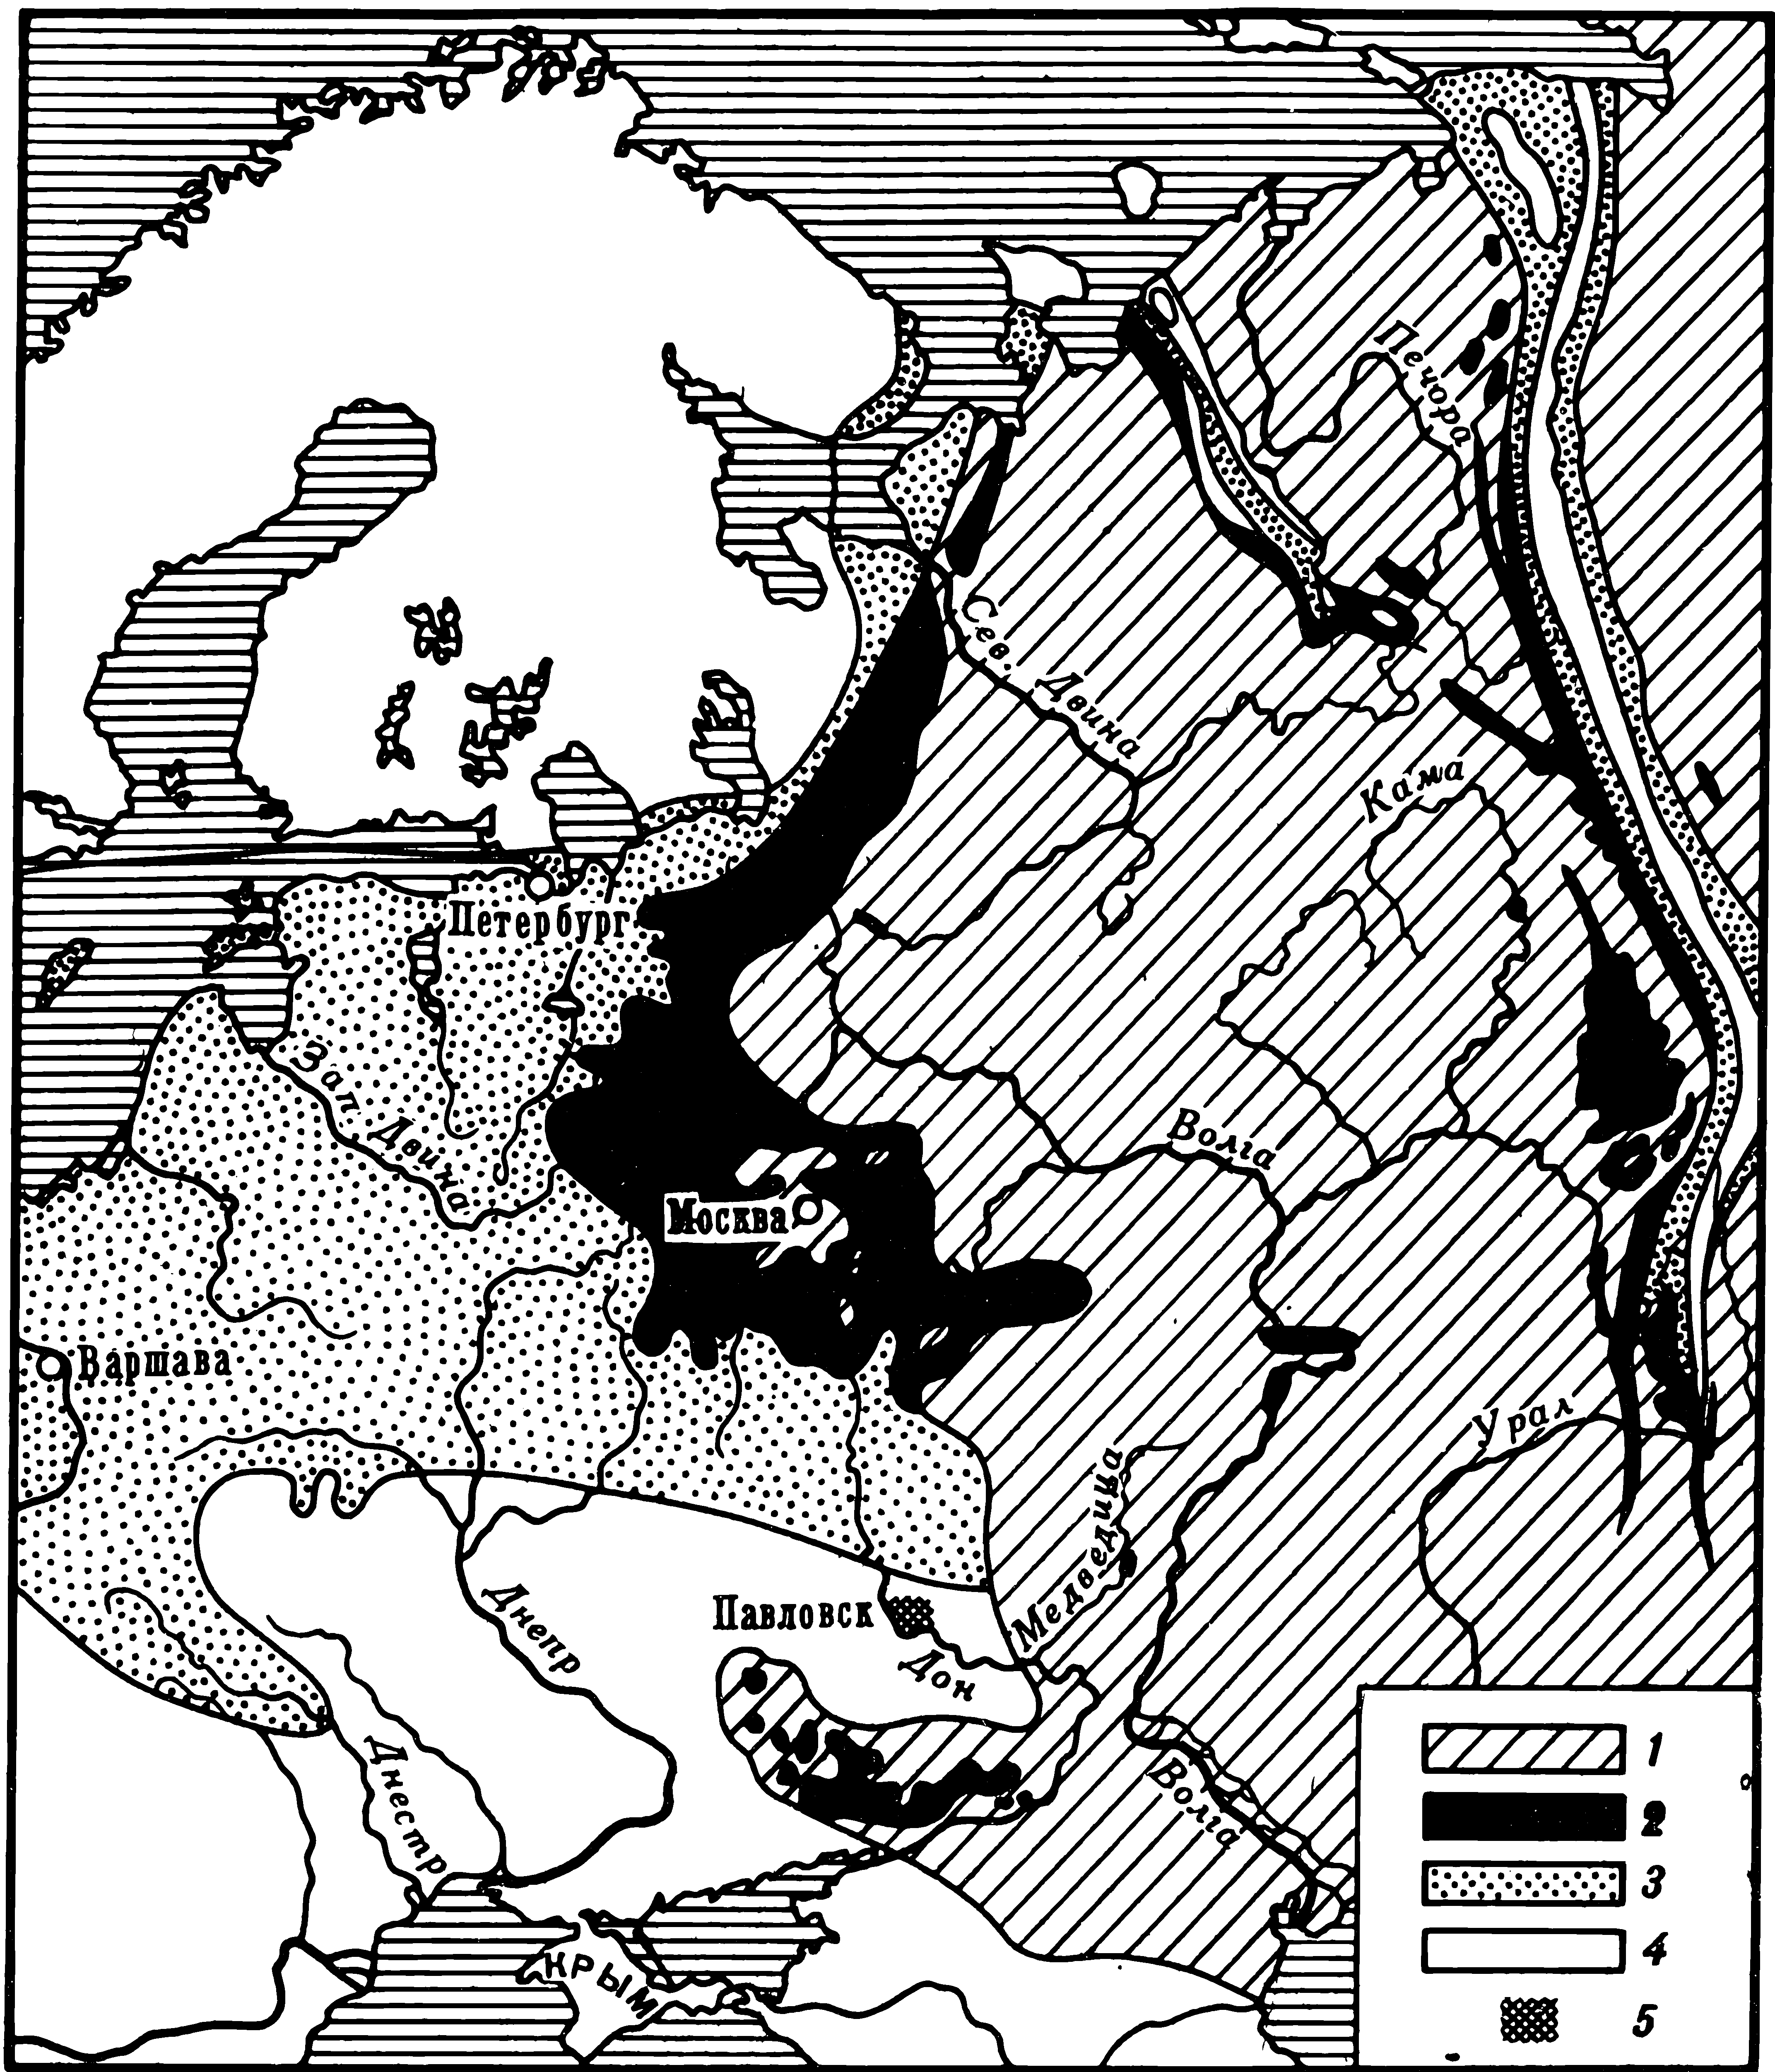 Печора
Сев. Двина
Кама
Петербург
Зап. Двина
Волга
Москва
Варшава
Урал
Медведица
Днепр
Павловск
Дон
Днестр
Волга
КРЫМ
1
2
3
4
5